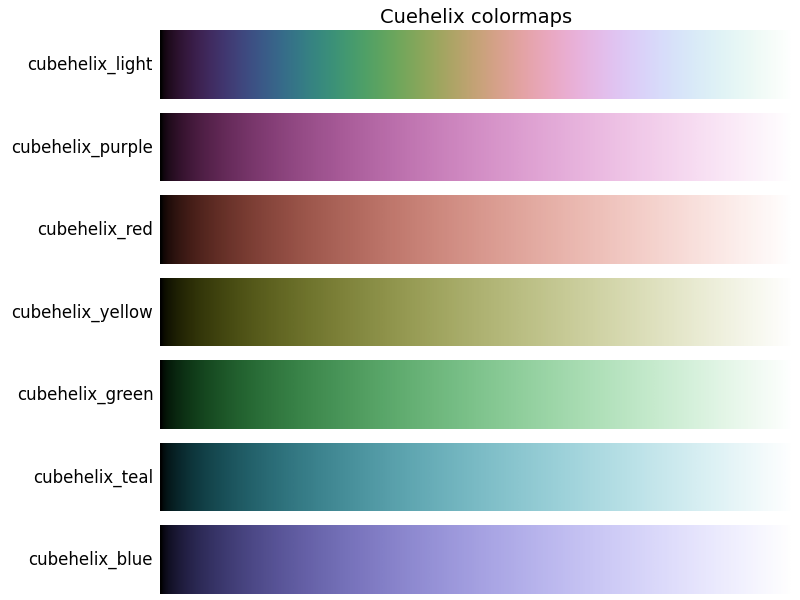 Cuehelix colormaps
cubehelix_light
cubehelix_purple
cubehelix_red
cubehelix_yellow
cubehelix_green
cubehelix_teal
cubehelix_blue